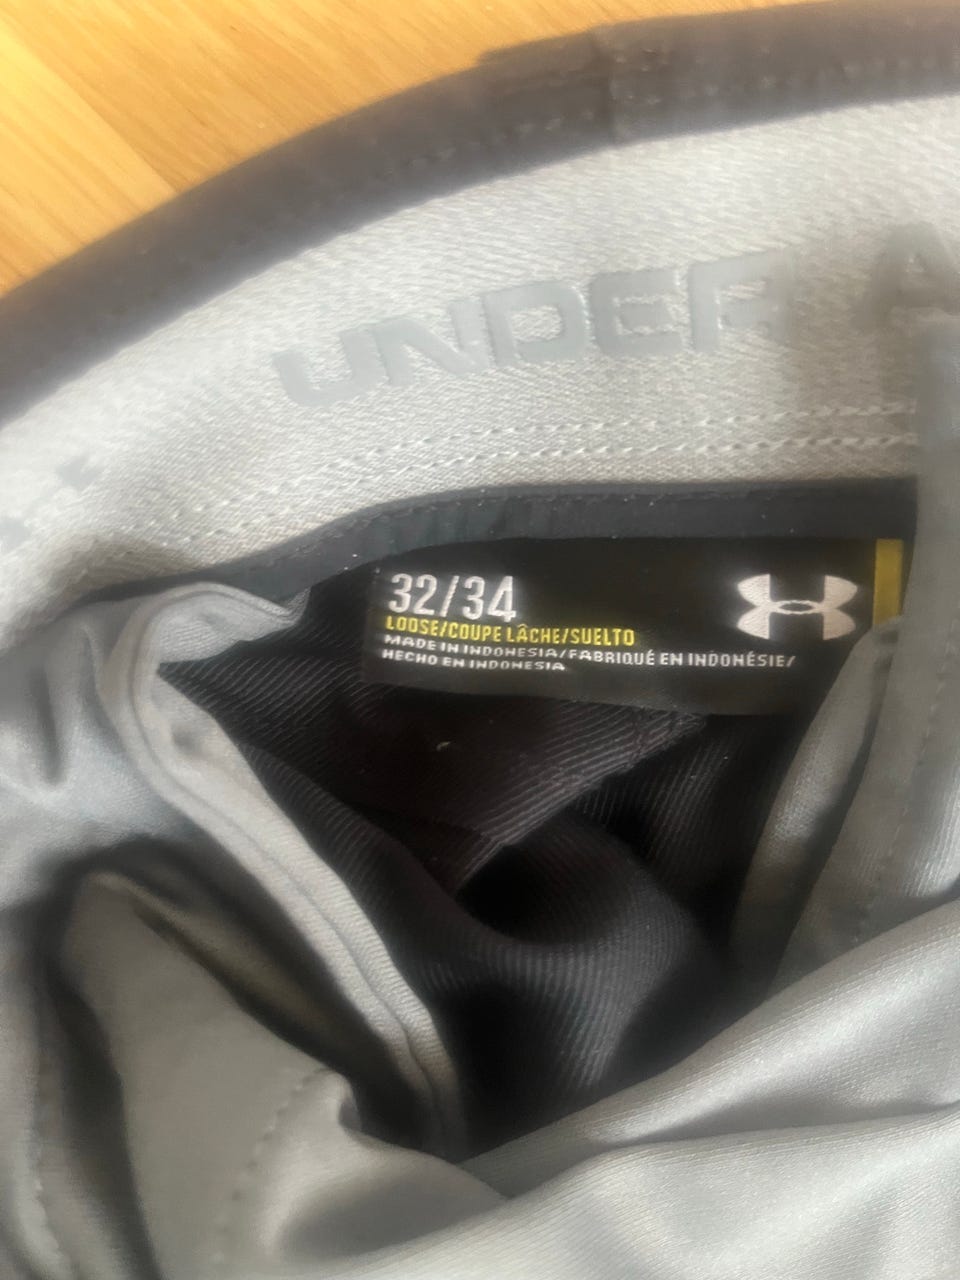 UNDER A
32/34
LOOSE/COUPE LÂCHE/SUELTO
MADE IN INDONESIA/FABRIQUÉ EN INDONÉSIE/
HECHO EN INDONESIA